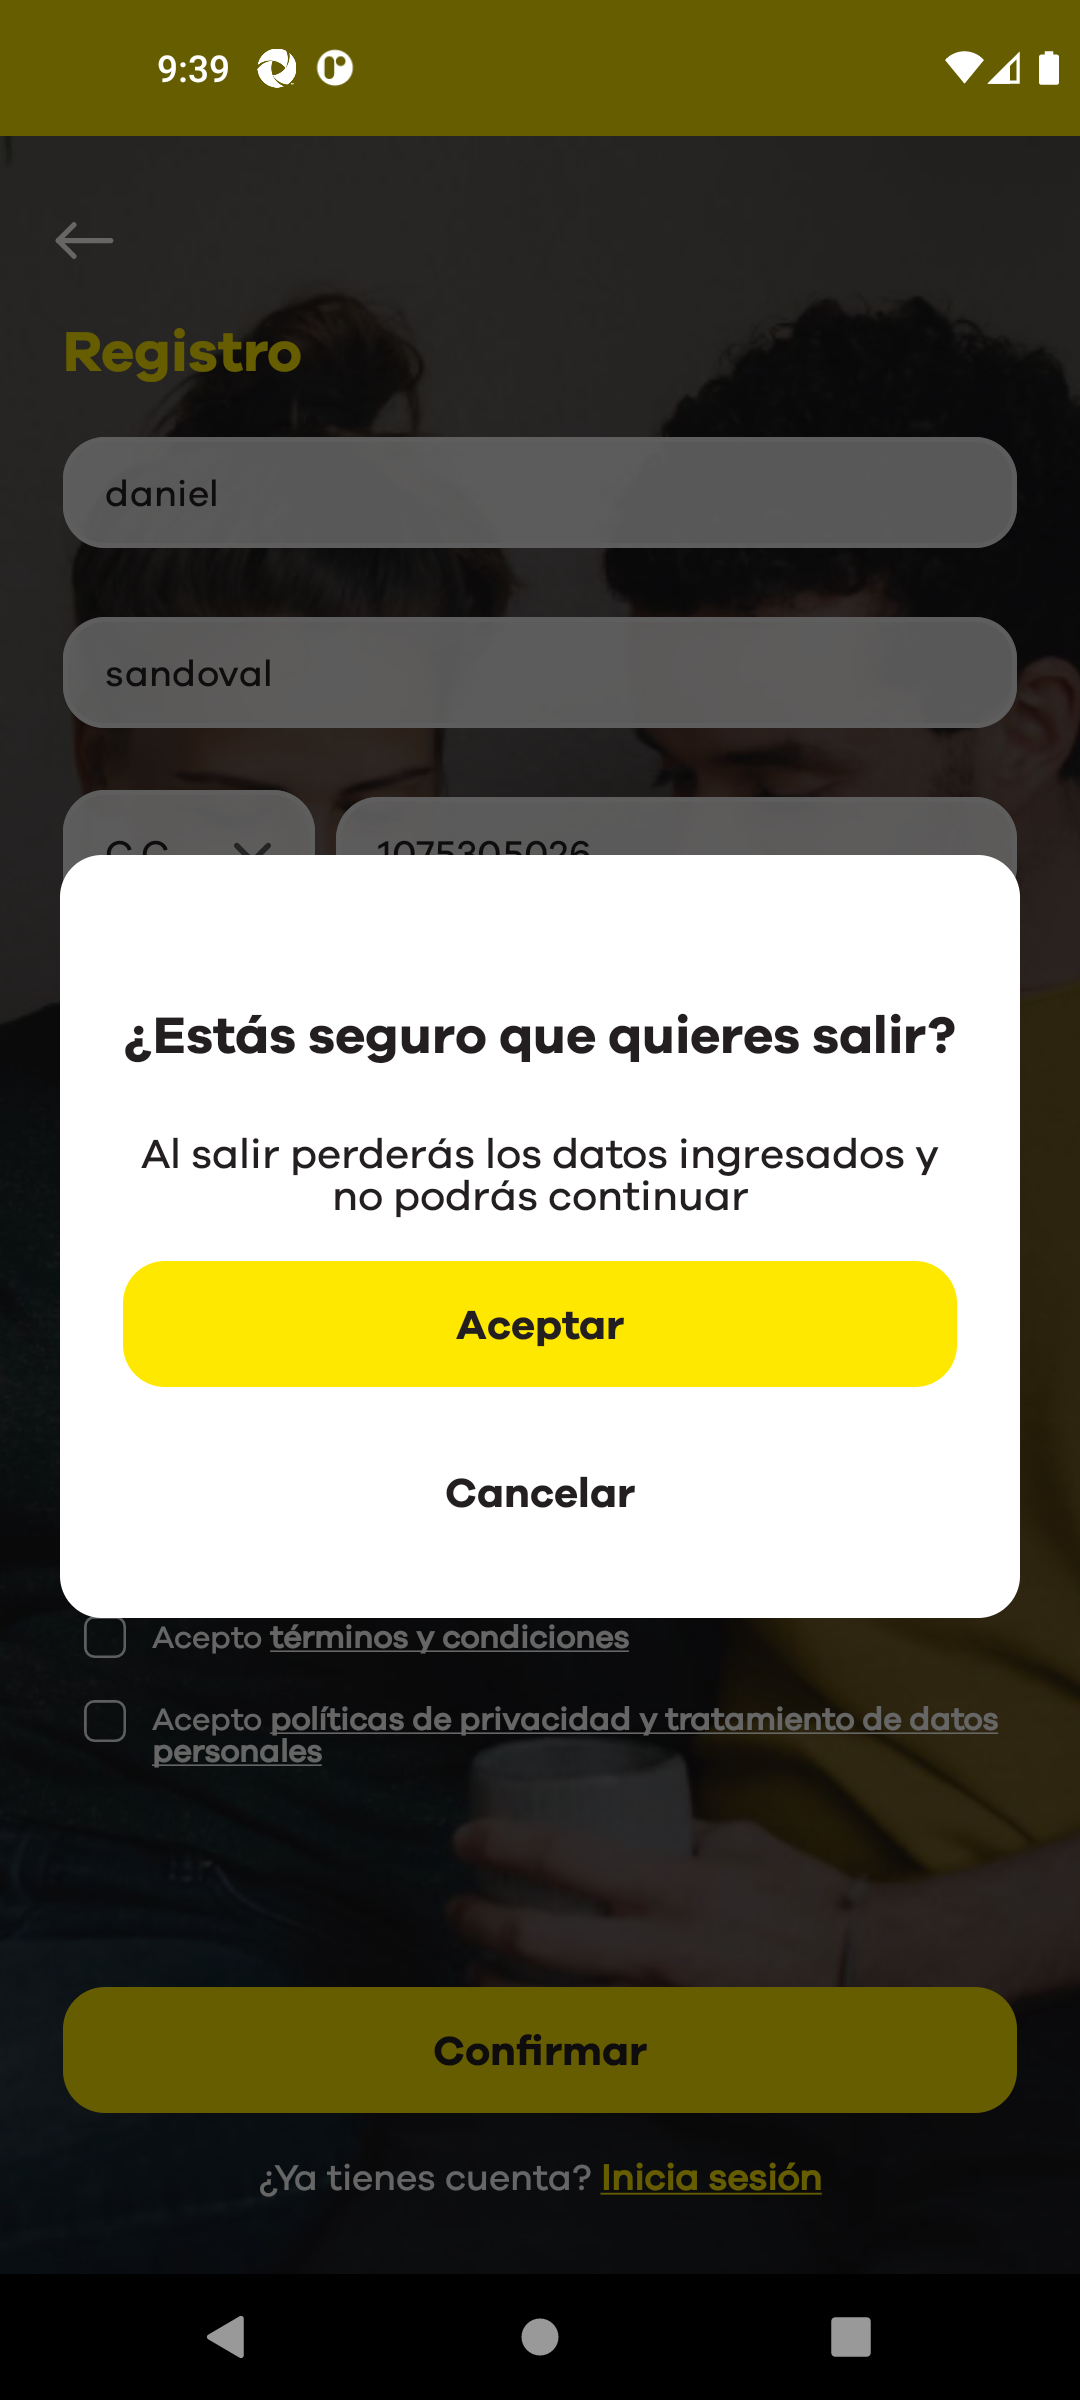 9:39
Registro
daniel
sandoval
C.C. 1075305026
¿Estás seguro que quieres salir?
Al salir perderás los datos ingresados y
no podrás continuar
Aceptar
Cancelar
Acepto términos y condiciones
Acepto políticas de privacidad y tratamiento de datos
personales
Confirmar
¿Ya tienes cuenta? Inicia sesión